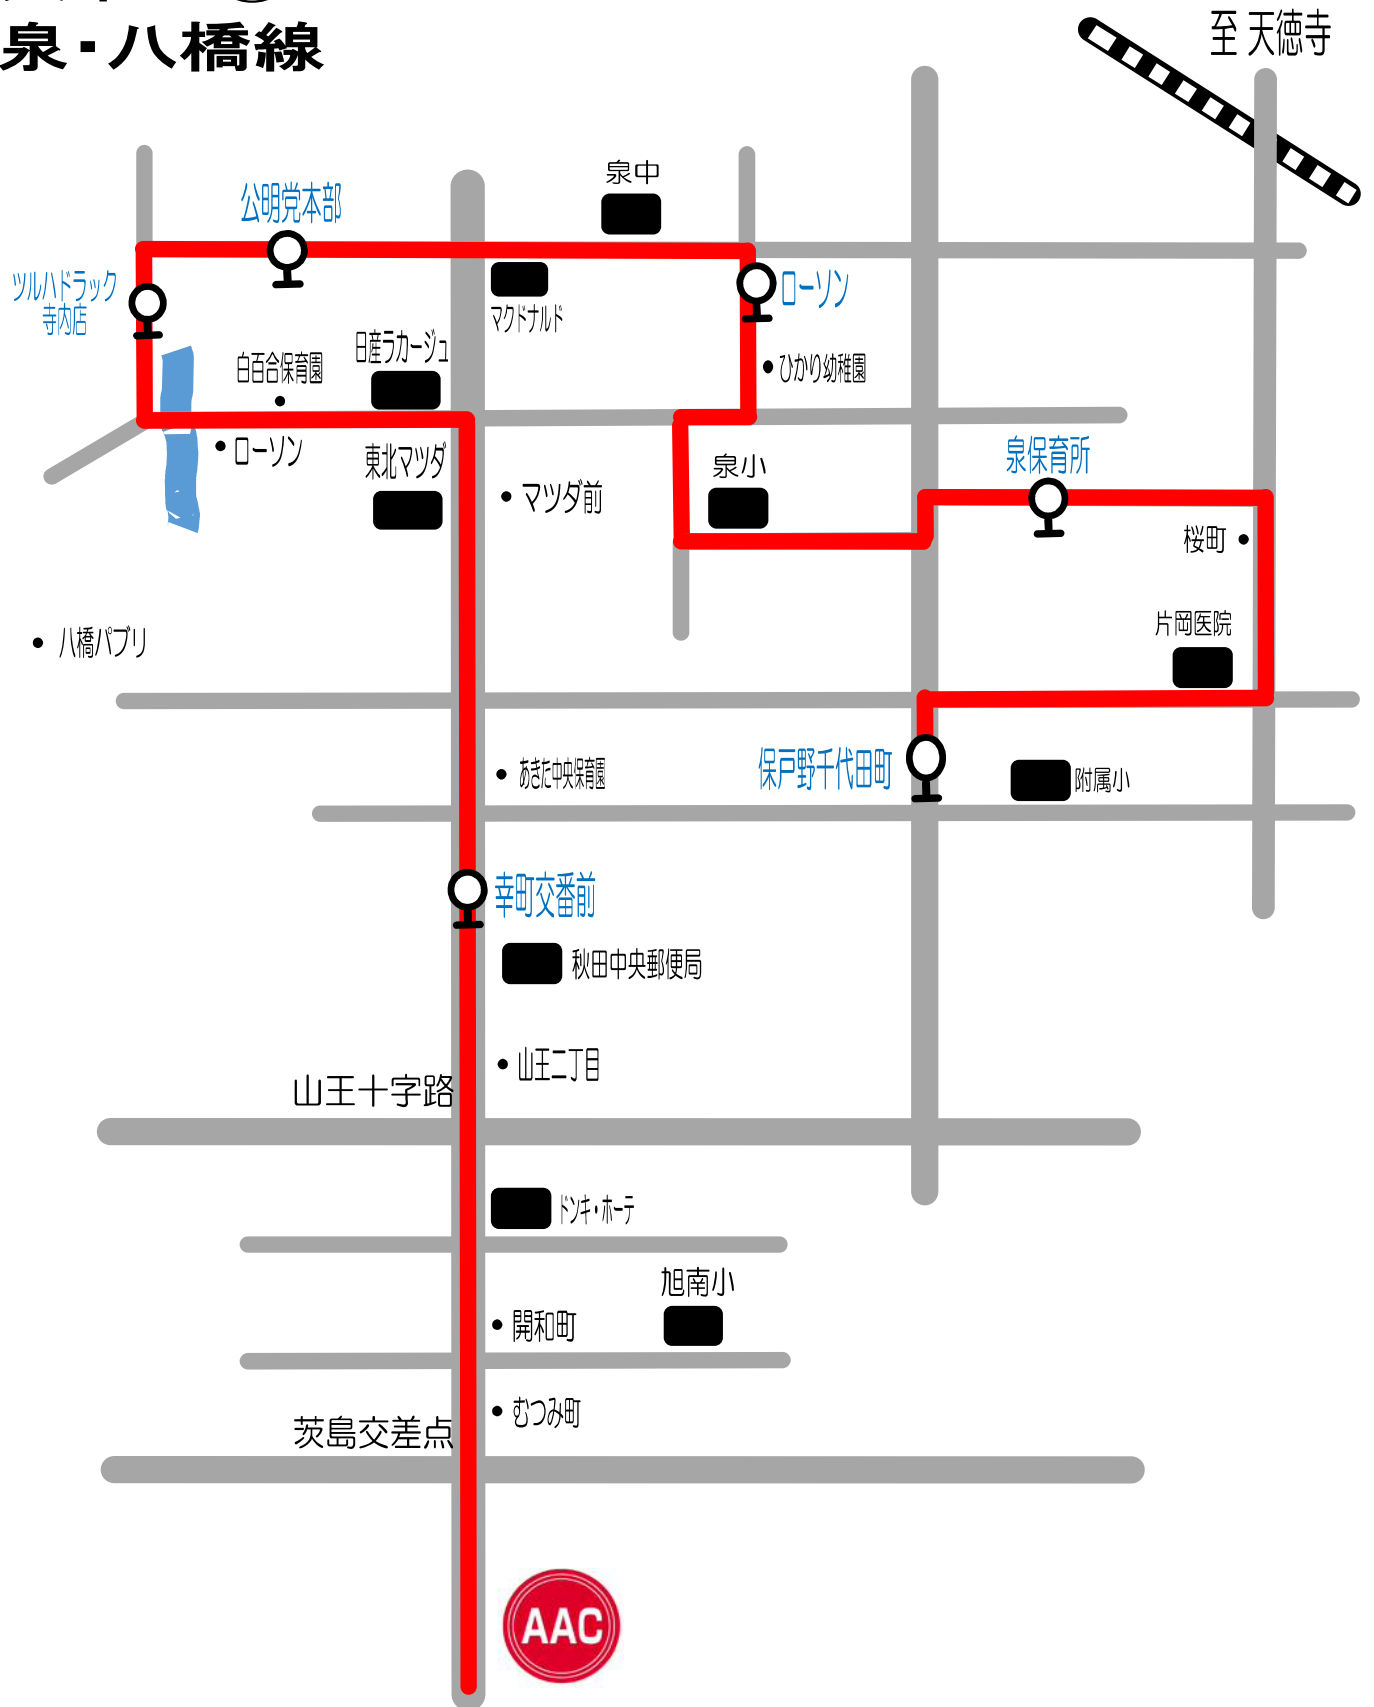 泉・八橋線
至 天徳寺
泉中
公明党本部
ツルハドラック
寺内店
マクドナルド
ローソン
白百合保育園
日産ラカージュ
ひかり幼稚園
ローソン
東北マツダ
マツダ前
泉小
泉保育所
桜町
八橋パブリ
片岡医院
あきた中央保育園
保戸野千代田町
附属小
幸町交番前
秋田中央郵便局
山王二丁目
山王十字路
ドンキ・ホーテ
旭南小
開和町
むつみ町
茨島交差点
AAC